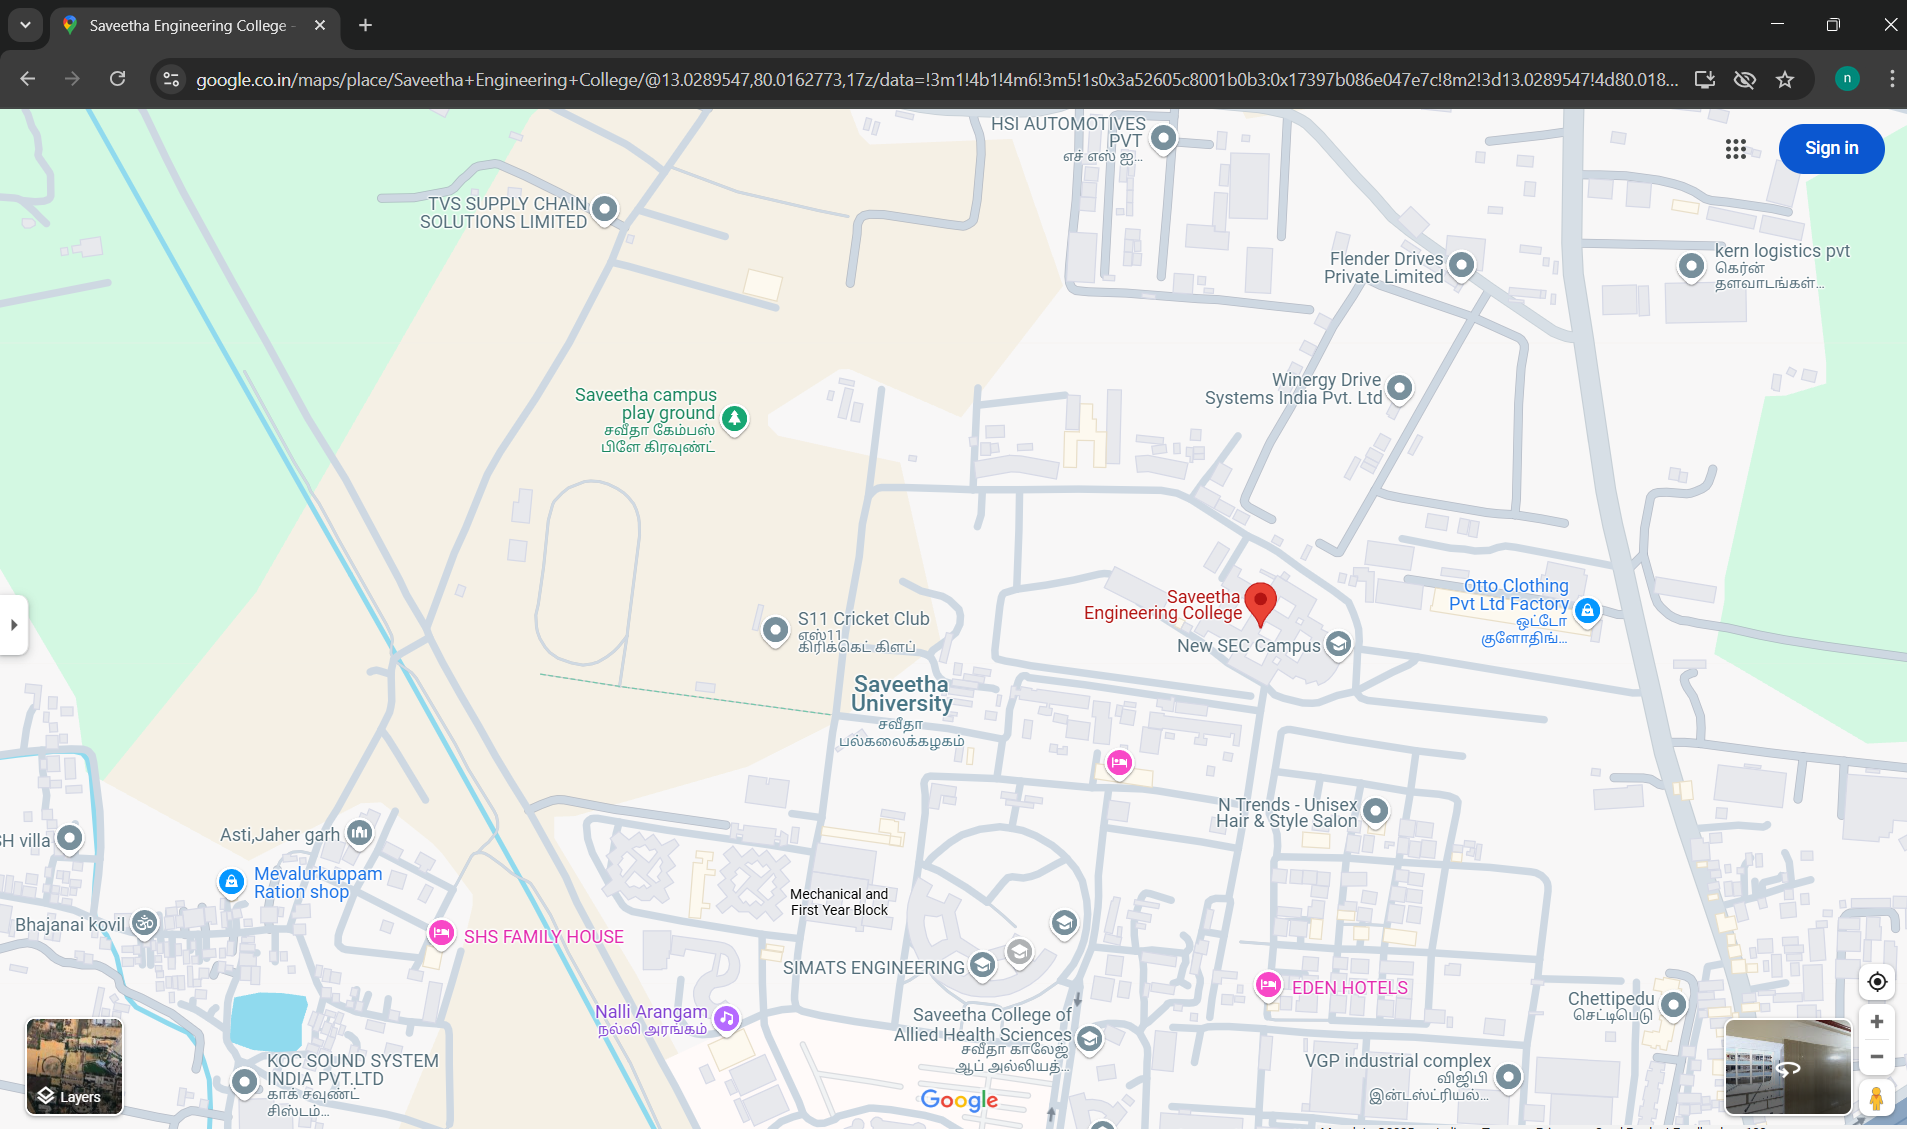 Saveetha Engineering College -
google.co.in/maps/place/Saveetha+Engineering+College/@13.0289547,80.0162773,17z/data=!3m1!4b1!4m6!3m5!1s0x3a52605c8001b0b3:0x17397b086e047e7c!8m2!3d13.0289547!4d80.018...
n
Sign in
HSI AUTOMOTIVES
PVT
எச் எஸ் ஐ...
TVS SUPPLY CHAIN
SOLUTIONS LIMITED
Flender Drives
Private Limited
kern logistics pvt
கெர்ன்
தளவாடங்கள்...
Winergy Drive
Systems India Pvt. Ltd
Saveetha campus
play ground
சவீதா கேம்பஸ்
பிளே கிரவுண்ட்
Saveetha
Engineering College
New SEC Campus
Otto Clothing
Pvt Ltd Factory
ஒட்டோ
குளோதிங்...
S11 Cricket Club
எஸ்11
கிரிக்கெட் கிளப்
Saveetha
University
சவீதா
பல்கலைக்கழகம்
N Trends - Unisex
Hair & Style Salon
SH villa
Asti,Jaher garh
Mevalurkuppam
Ration shop
Bhajanai kovil
SHS FAMILY HOUSE
Mechanical and
First Year Block
SIMATS ENGINEERING
EDEN HOTELS
Nalli Arangam
நல்லி அரங்கம்
Saveetha College of
Allied Health Sciences
சவீதா காலேஜ்
ஆப் அல்லியத்...
Chettipedu
செட்டிபெடு
VGP industrial complex
விஜிபி
இன்டஸ்ட்ரியல்...
KOC SOUND SYSTEM
INDIA PVT.LTD
காக் சவுண்ட்
சிஸ்டம்...
Layers
Google